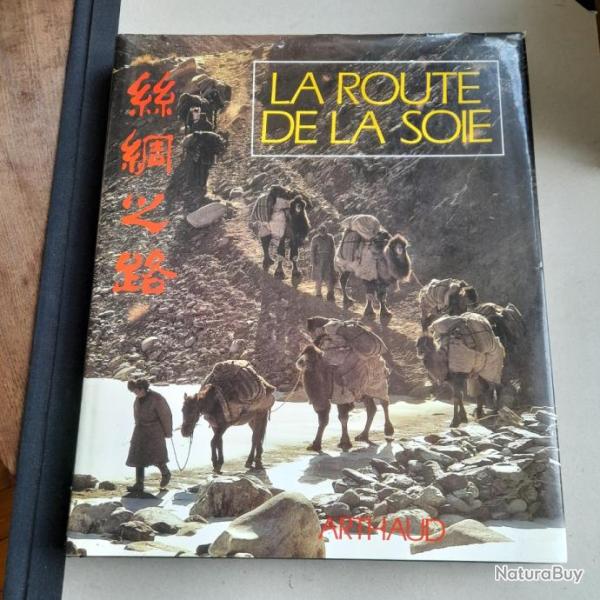 絲綢之路
LA ROUTE
DE LA SOIE
ARTHAUD
NaturaBuy